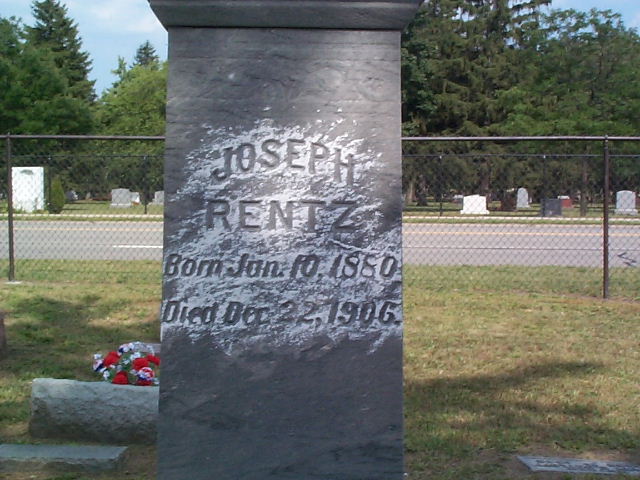 JOSEPH
RENTZ
Born Jan. 10. 1880
Died Dec. 22, 1906.